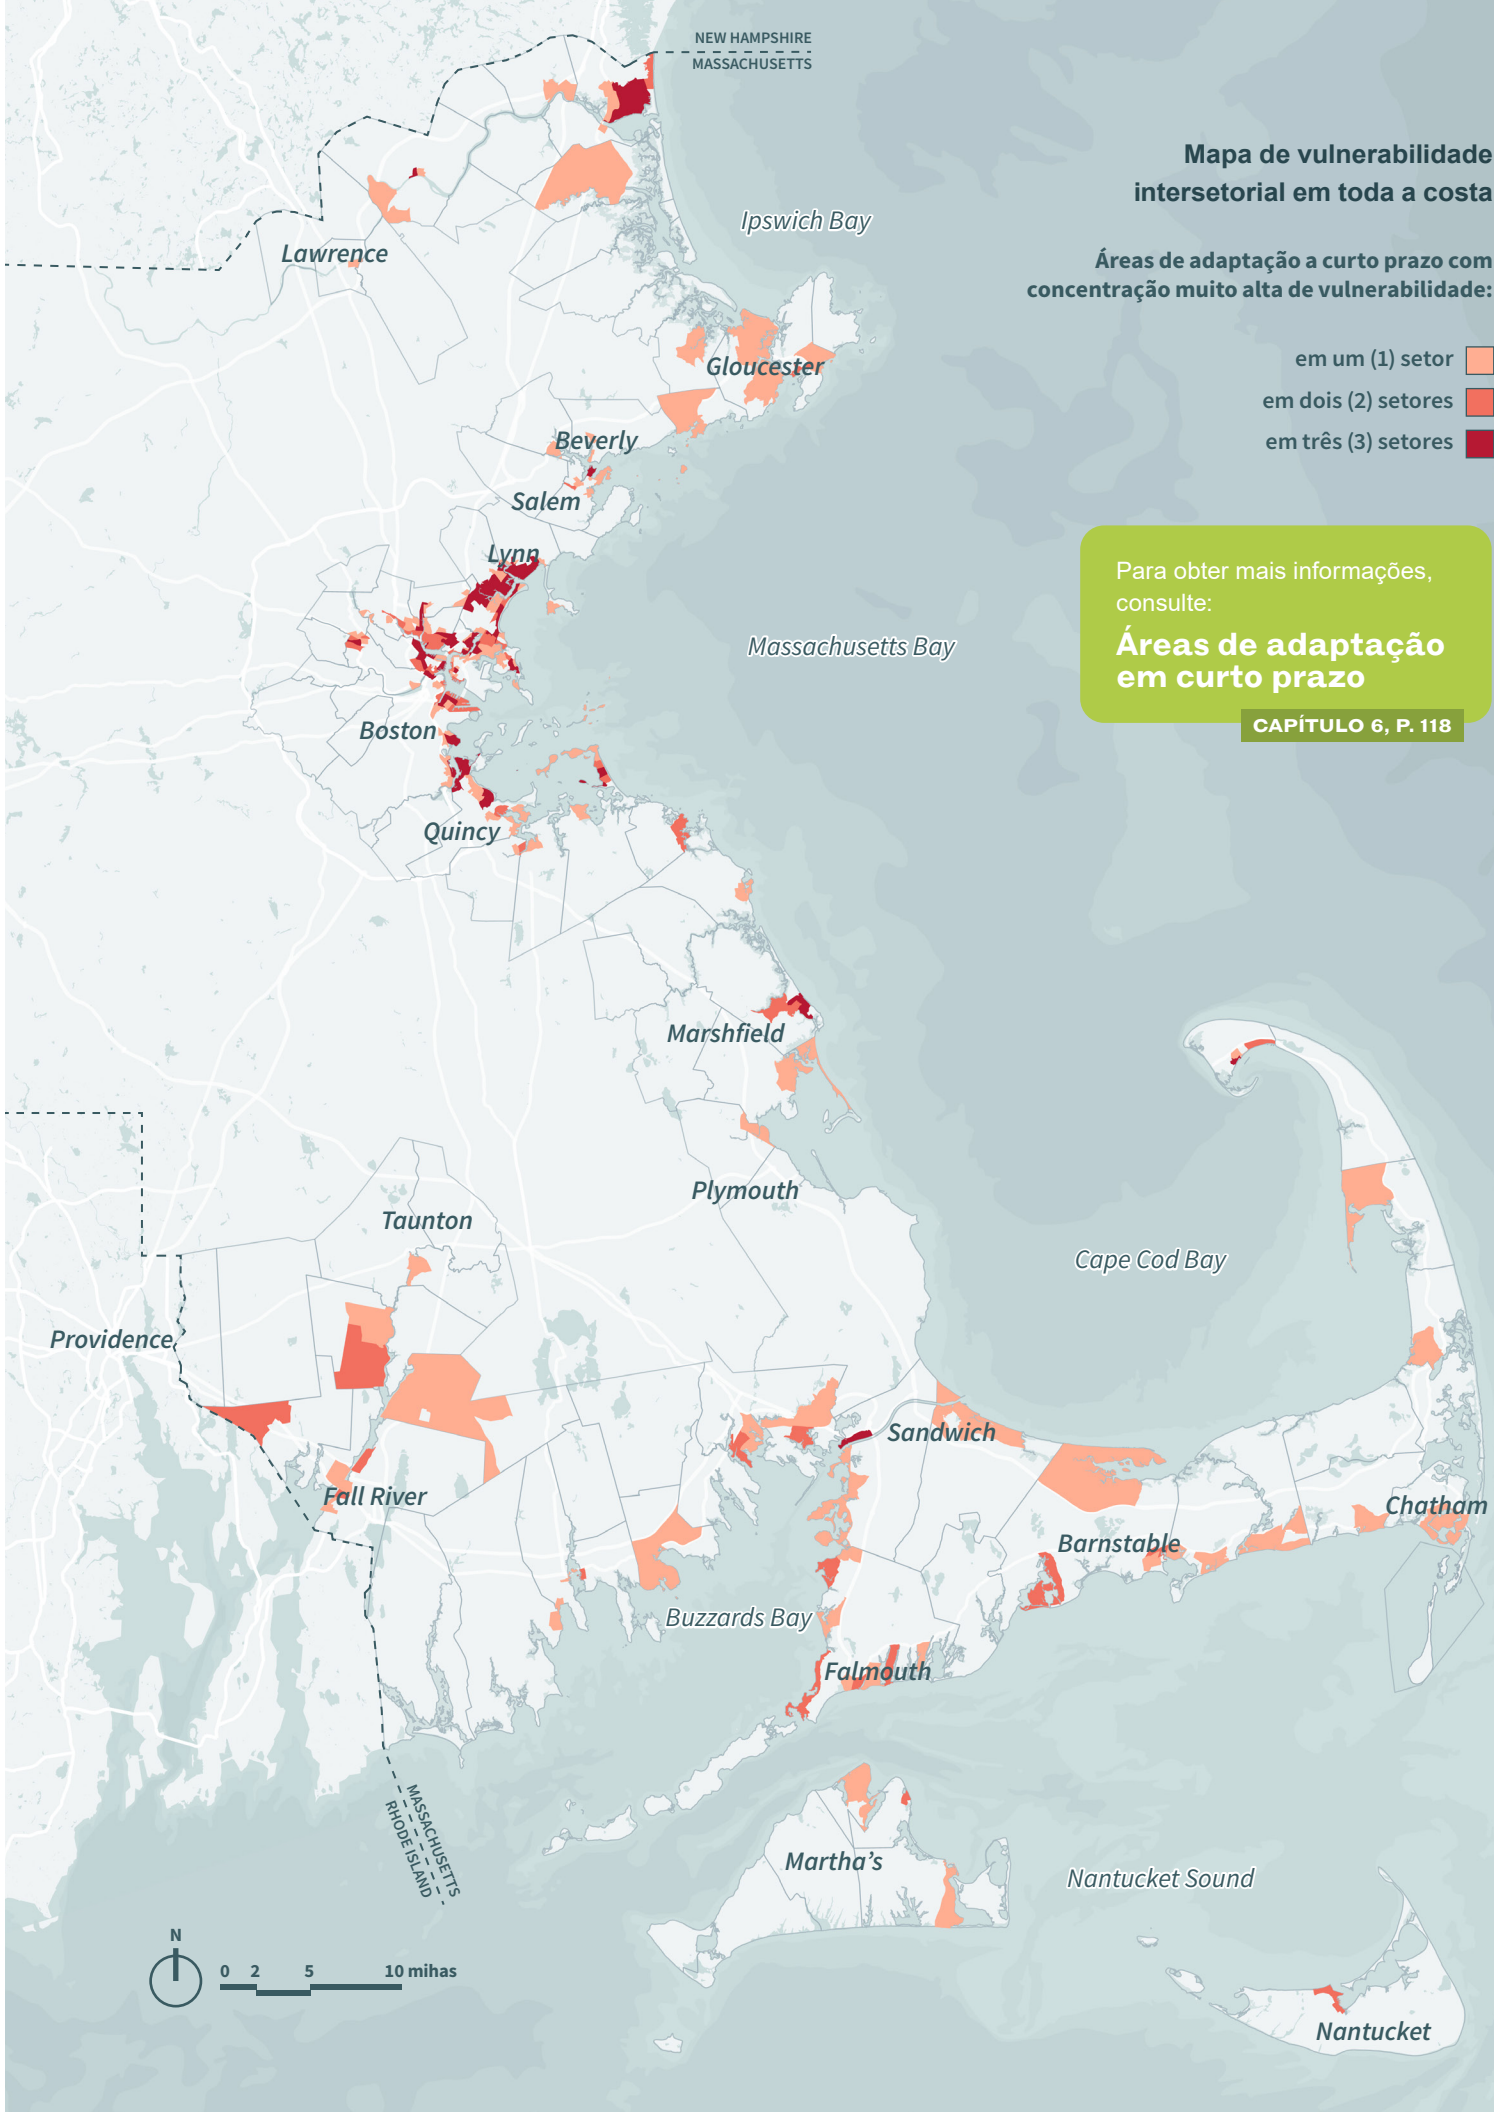 NEW HAMPSHIRE
MASSACHUSETTS
Mapa de vulnerabilidade
intersetorial em toda a costa
Ipswich Bay
Áreas de adaptação a curto prazo com
concentração muito alta de vulnerabilidade:
Lawrence
em um (1) setor
Gloucester
em dois (2) setores
em três (3) setores
Beverly
Salem
Lynn
Para obter mais informações,
consulte:
Áreas de adaptação
em curto prazo
CAPÍTULO 6, P. 118
Massachusetts Bay
Boston
Quincy
Marshfield
Plymouth
Taunton
Cape Cod Bay
Providence
Sandwich
Fall River
Chatham
Barnstable
Buzzards Bay
Falmouth
MASSACHUSETTS
RHODE ISLAND
Martha's
Nantucket Sound
N
0 2 5 10 mihas
Nantucket